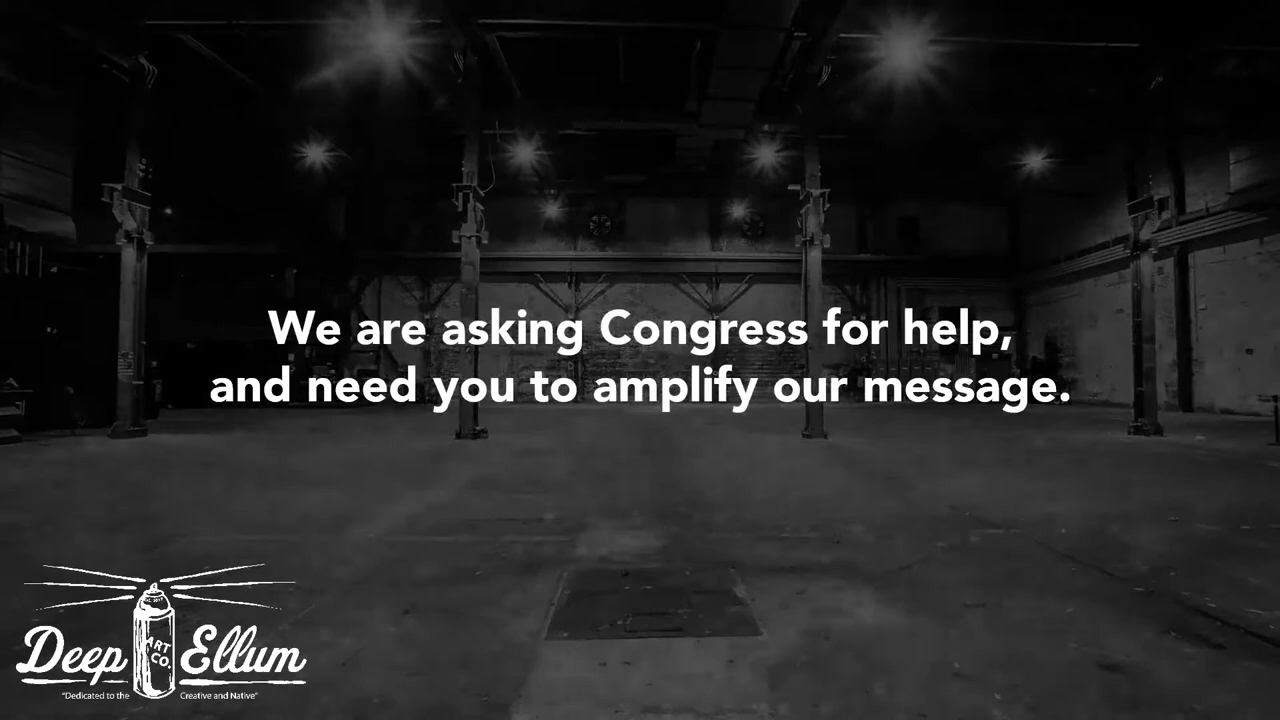 We are asking Congress for help,
and need you to amplify our message.
Deep Ellum
ART
CO.
"Dedicated to the Creative and Native"